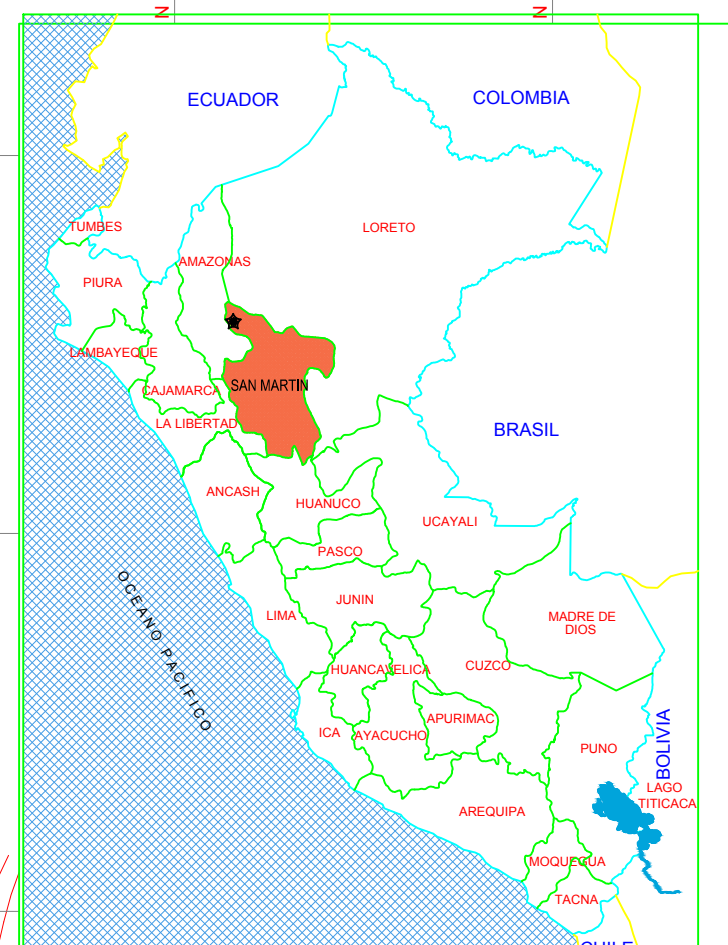 N
N
ECUADOR
COLOMBIA
TUMBES
LORETO
AMAZONAS
PIURA
LAMBAYEQUE
SAN MARTIN
CAJAMARCA
LA LIBERTAD
BRASIL
ANCASH
HUANUCO
UCAYALI
PASCO
OCEANO PACIFICO
JUNIN
LIMA
MADRE DE
DIOS
HUANCAVELICA
CUZCO
APURIMAC
ICA
AYACUCHO
PUNO
BOLIVIA
LAGO
TITICACA
AREQUIPA
MOQUEGUA
TACNA
CHILE